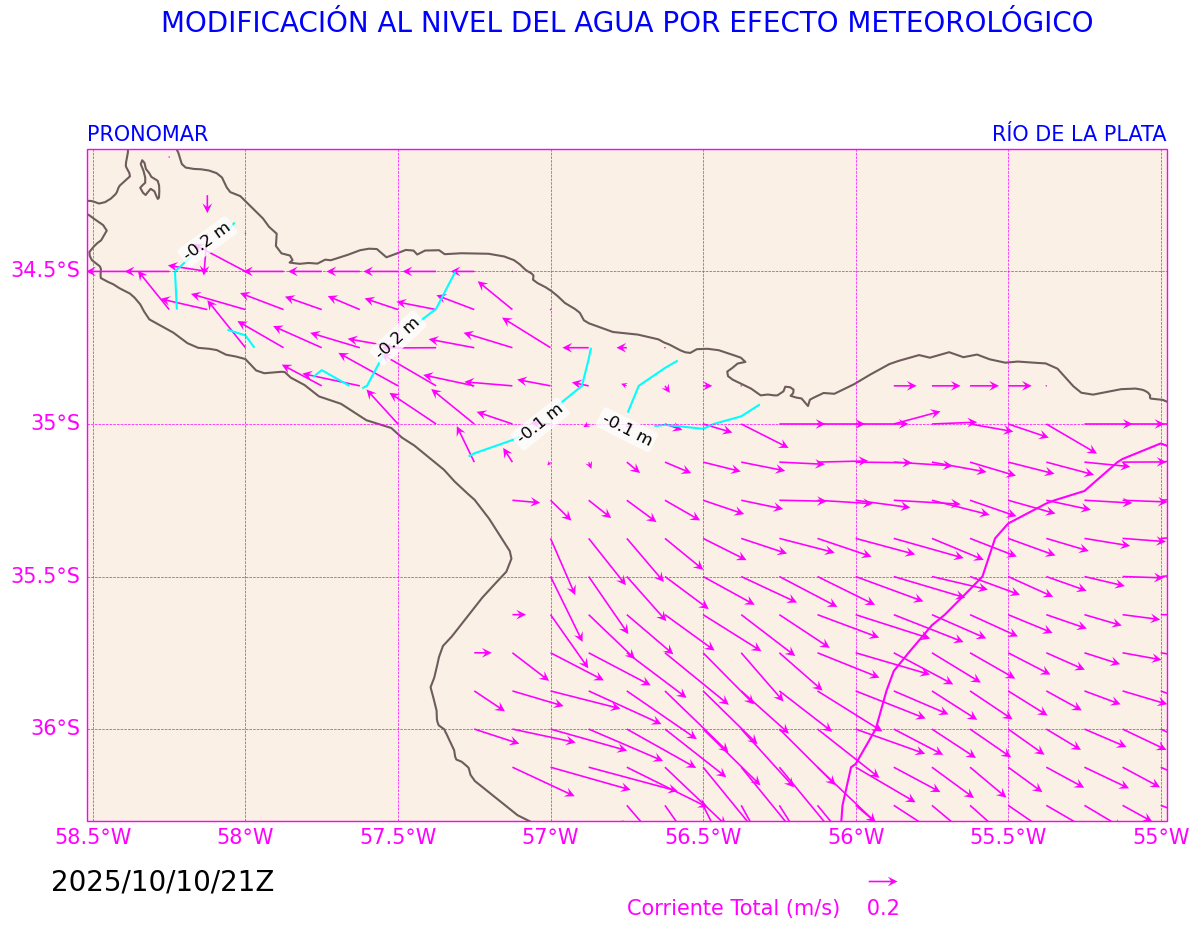 MODIFICACIÓN AL NIVEL DEL AGUA POR EFECTO METEOROLÓGICO
PRONOMAR
RÍO DE LA PLATA
-0.2 m
34.5°S
-0.2 m
-0.1 m
-0.1 m
35°S
35.5°S
36°S
58.5°W
58°W
57.5°W
57°W
56.5°W
56°W
55.5°W
55°W
2025/10/10/21Z
Corriente Total (m/s)
0.2